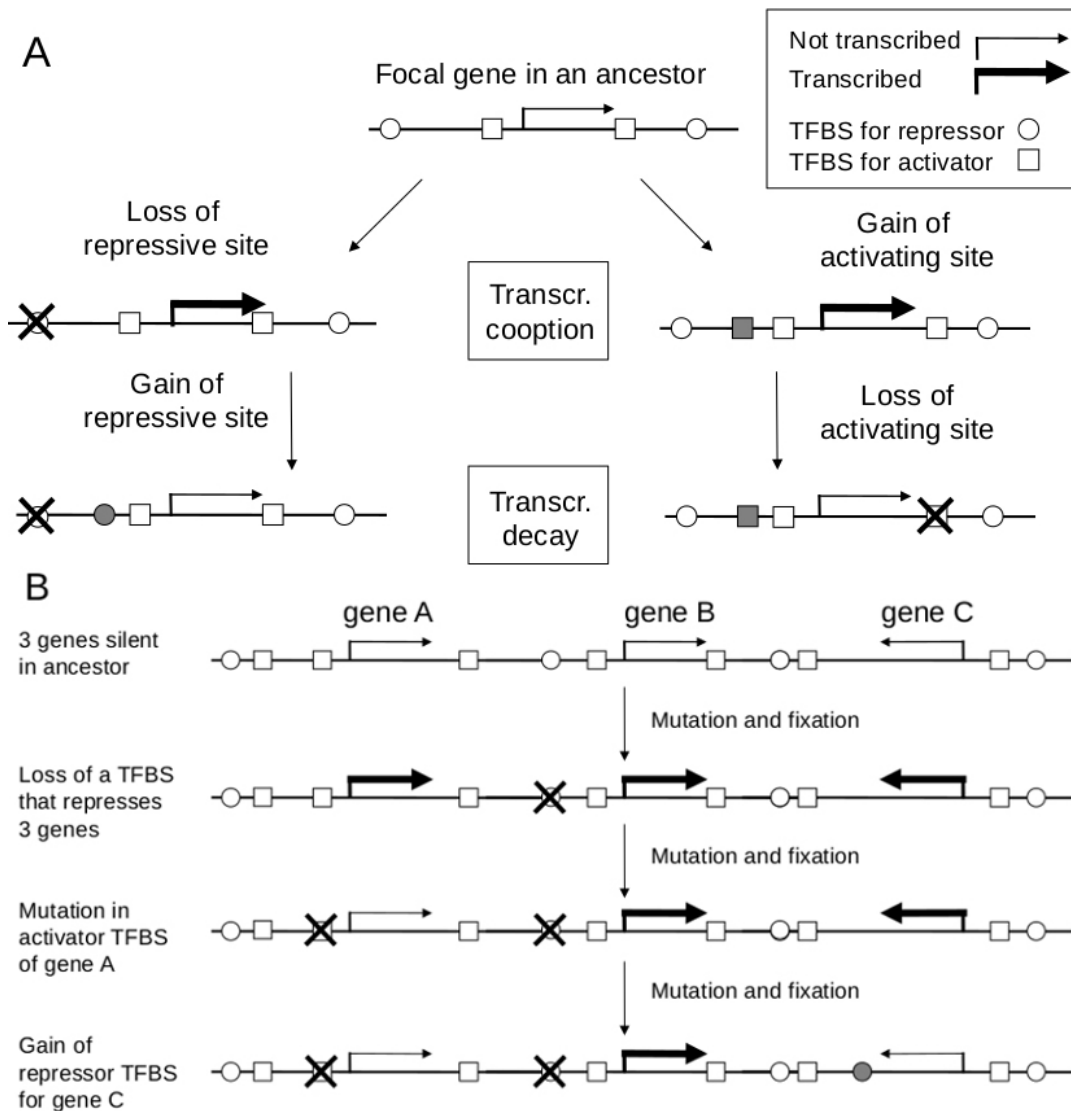 A
Focal gene in an ancestor
Not transcribed
Transcribed
TFBS for repressor
TFBS for activator
Loss of
repressive site
Gain of
activating site
Transcr.
cooption
Gain of
repressive site
Loss of
activating site
Transcr.
decay
B
gene A
gene B
gene C
3 genes silent
in ancestor
Mutation and fixation
Loss of a TFBS
that represses
3 genes
Mutation and fixation
Mutation in
activator TFBS
of gene A
Mutation and fixation
Gain of
repressor TFBS
for gene C